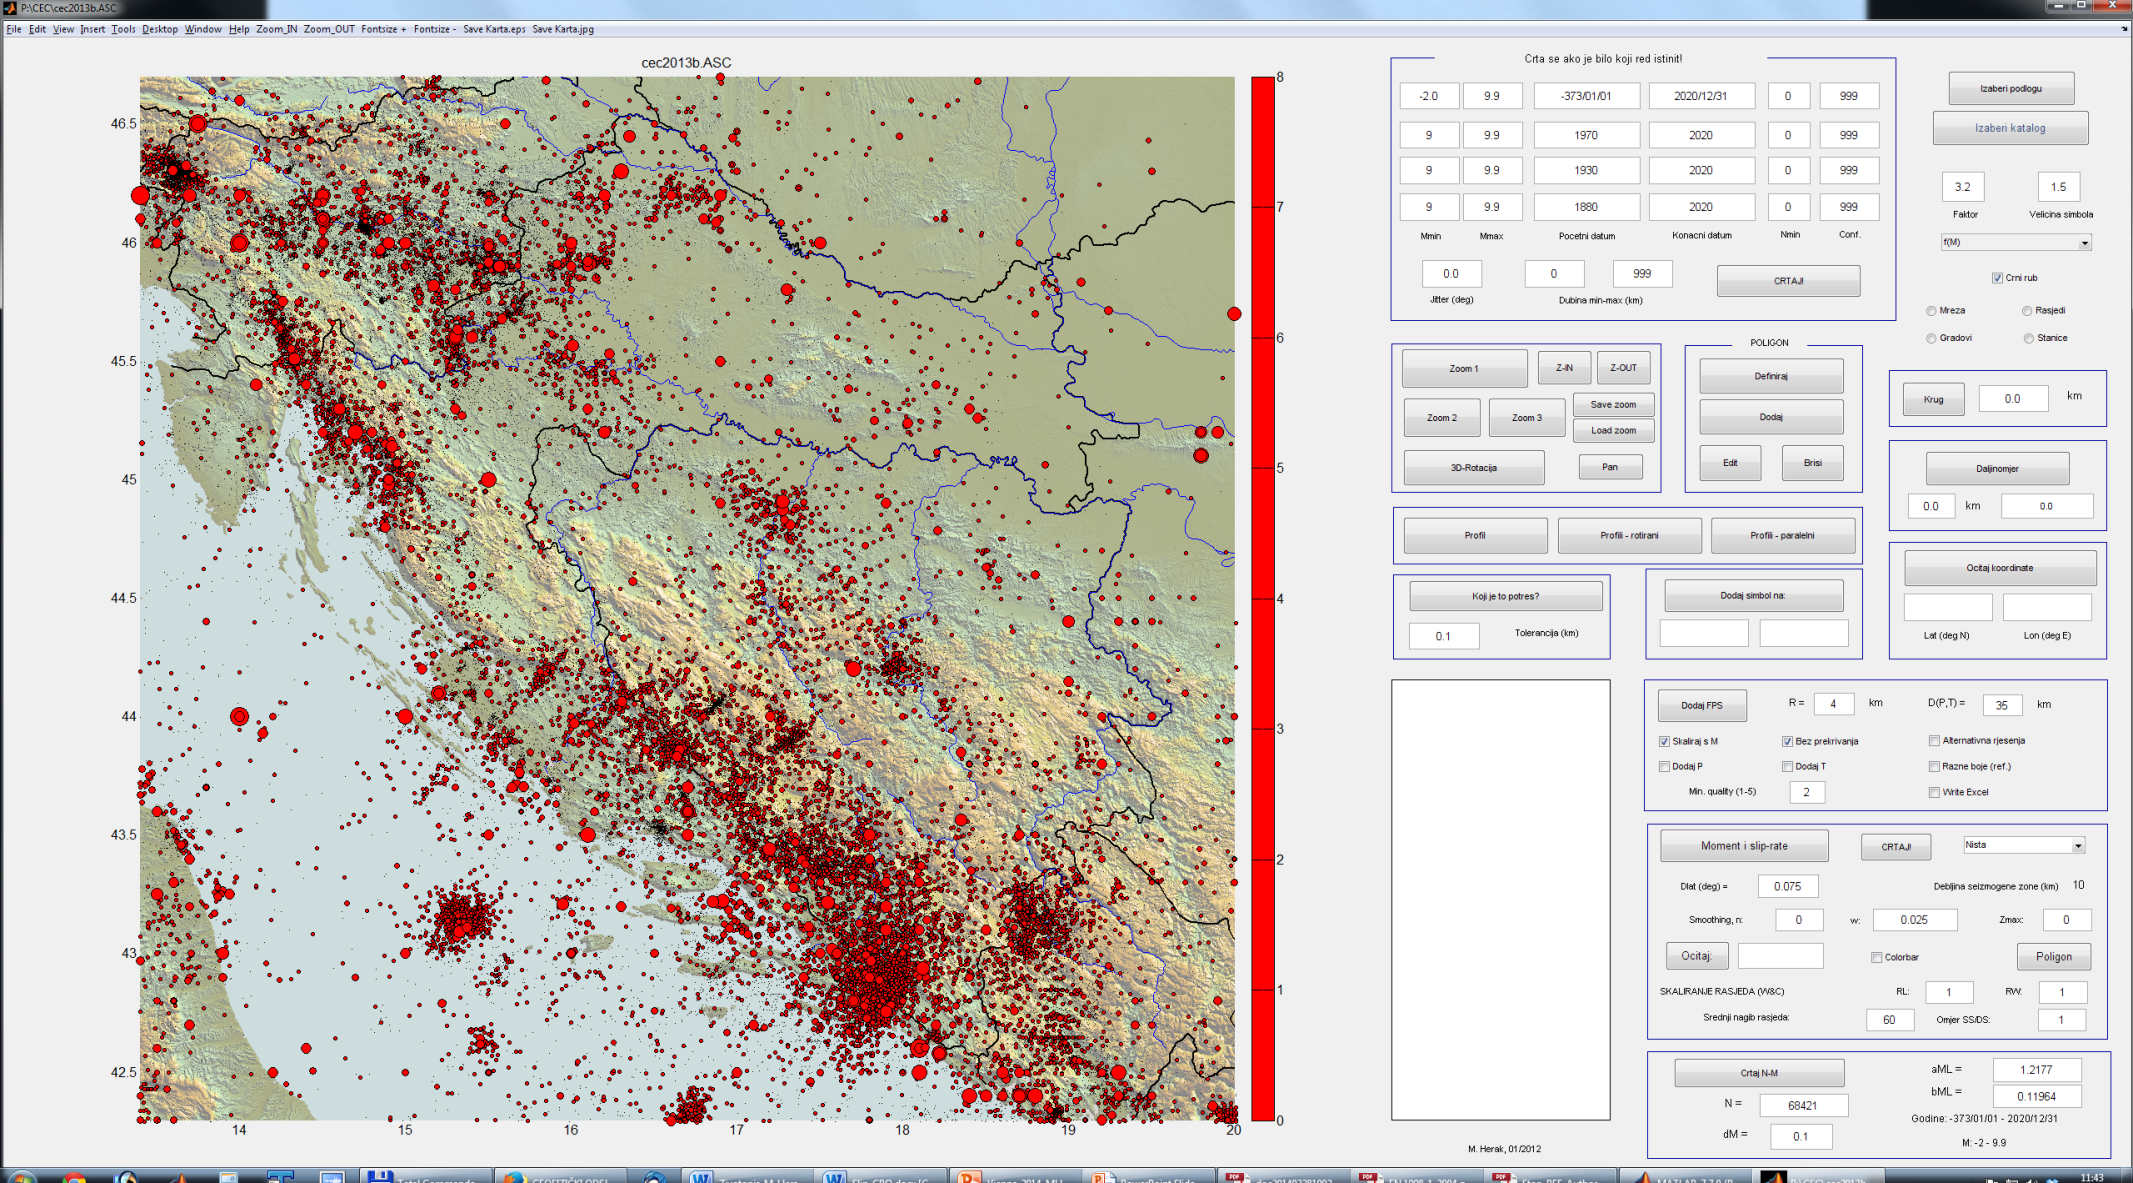 P:\CEC\cec2013b.ASC
File Edit View Insert Tools Desktop Window Help Zoom_IN Zoom_OUT Fontsize + Fontsize - Save Karta.eps Save Karta.jpg
cec2013b.ASC
46.5
46
45.5
45
44.5
44
43.5
43
42.5
14 15 16 17 18 19 20
8
7
6
5
4
3
2
1
0
Crta se ako je bilo koji red istinit!
-2.0 9.9 -373/01/01 2020/12/31 0 999
9 9.9 1970 2020 0 999
9 9.9 1930 2020 0 999
9 9.9 1880 2020 0 999
Mmin Mmax Pocetni datum Konacni datum Nmin Conf.
0.0 0 999 CRTAJ!
Jitter (deg) Dubina min-max (km)
Izaberi podlogu
Izaberi katalog
3.2 1.5
Faktor Velicina simbola
f(M)
Crni rub
Mreza Rasjedi
Gradovi Stanice
Zoom 1 Z-IN Z-OUT
Zoom 2 Zoom 3 Save zoom
Load zoom
3D-Rotacija Pan
POLIGON
Definiraj
Dodaj
Edit Brisi
Krug 0.0 km
Daljinomjer
0.0 km 0.0
Profil Profili - rotirani Profili - paralelni
Ocitaj koordinate
Lat (deg N) Lon (deg E)
Koji je to potres?
0.1 Tolerancija (km)
Dodaj simbol na:
Dodaj FPS R = 4 km D(P,T) = 35 km
Skaliraj s M Bez prekrivanja Alternativna rjesenja
Dodaj P Dodaj T Razne boje (ref.)
Min. quality (1-5) 2 Write Excel
Moment i slip-rate CRTAJ! Nista
Dlat (deg) = 0.075 Debljina seizmogene zone (km) 10
Smoothing, n: 0 w: 0.025 Zmax: 0
Ocitaj: Colorbar Poligon
SKALIRANJE RASJEDA (W&C) RL: 1 RW: 1
Srednji nagib rasjeda: 60 Omjer SS/DS: 1
Crtaj N-M aML = 1.2177
bML = 0.11964
N = 68421 Godine: -373/01/01 - 2020/12/31
dM = 0.1 M: -2 - 9.9
M. Herak, 01/2012
11:43